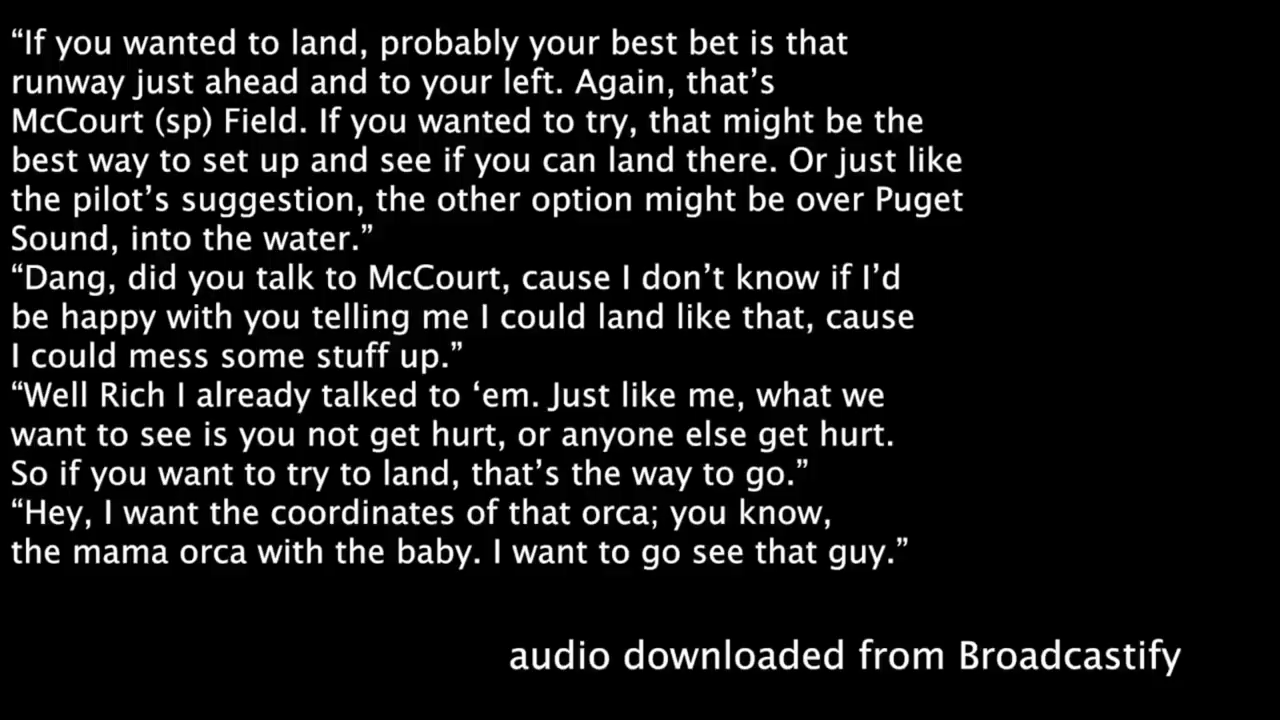 “If you wanted to land, probably your best bet is that
runway just ahead and to your left. Again, that’s
McCourt (sp) Field. If you wanted to try, that might be the
best way to set up and see if you can land there. Or just like
the pilot’s suggestion, the other option might be over Puget
Sound, into the water.”
“Dang, did you talk to McCourt, cause I don’t know if I’d
be happy with you telling me I could land like that, cause
I could mess some stuff up.”
“Well Rich I already talked to ‘em. Just like me, what we
want to see is you not get hurt, or anyone else get hurt.
So if you want to try to land, that’s the way to go.”
“Hey, I want the coordinates of that orca; you know,
the mama orca with the baby. I want to go see that guy.”
audio downloaded from Broadcastify